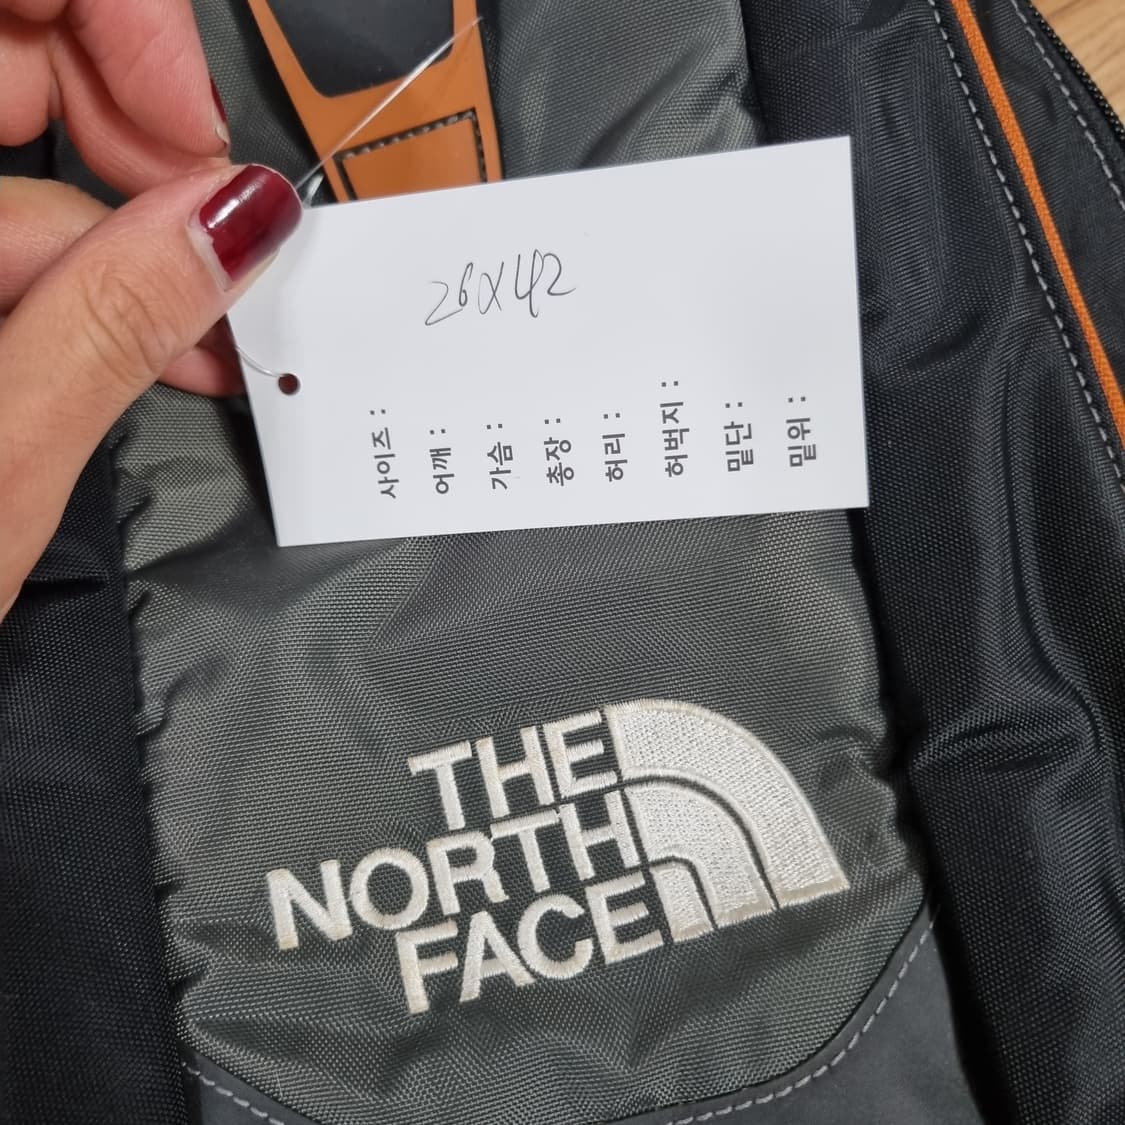 26x42
사이즈 :
어깨 :
가슴 :
총장 :
허리 :
허벅지 :
밑단 :
밑위 :
THE
NORTH
FACE